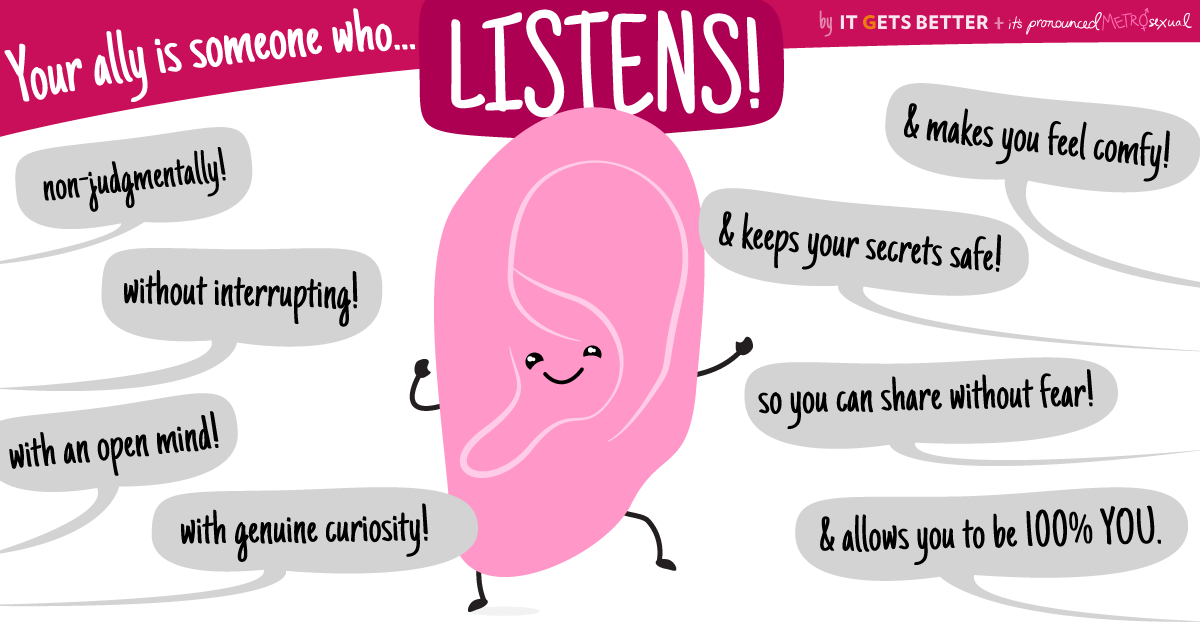 Your ally is someone who...
LISTENS!
by IT GETS BETTER + it's pronounced METROsexual
non-judgmentally!
without interrupting!
with an open mind!
with genuine curiosity!
& makes you feel comfy!
& keeps your secrets safe!
so you can share without fear!
& allows you to be 100% YOU.